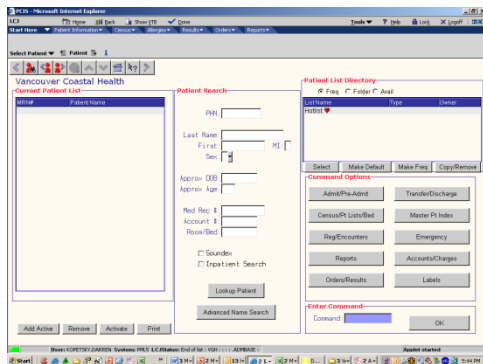 PCIS - Microsoft Internet Explorer
LCJ
Home
Back
Show VTB
Done
Tools
Help
Lock
Logoff
IDX
Start Here
Patient Information
Census
Allergies
Results
Orders
Reports
Select Patient
Patient
Vancouver Coastal Health
Current Patient List
MRN#
Patient Name
Add Active
Remove
Activate
Print
Patient Search
PHN
Last Name:
First:
MI
Sex
Approx DOB:
Approx Age:
Med Rec #:
Account #:
Room/Bed:
Soundex
Inpatient Search
Lookup Patient
Advanced Name Search
Patient List Directory
Freq
Folder
Avail
List Name
Type
Owner
Hotlist
Select
Make Default
Make Freq
Copy/Remove
Command Options
Admit/Pre-Admit
Transfer/Discharge
Census/Pt Lists/Bed
Master Pt Index
Reg/Encounters
Emergency
Reports
Accounts/Charges
Orders/Results
Labels
Enter Command
Command:
OK
Applet started
Start
5:44 PM